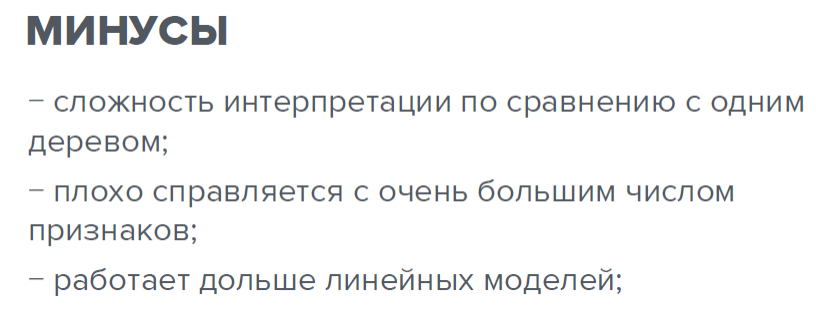 МИНУСЫ
− сложность интерпретации по сравнению с одним
деревом;
− плохо справляется с очень большим числом
признаков;
− работает дольше линейных моделей;